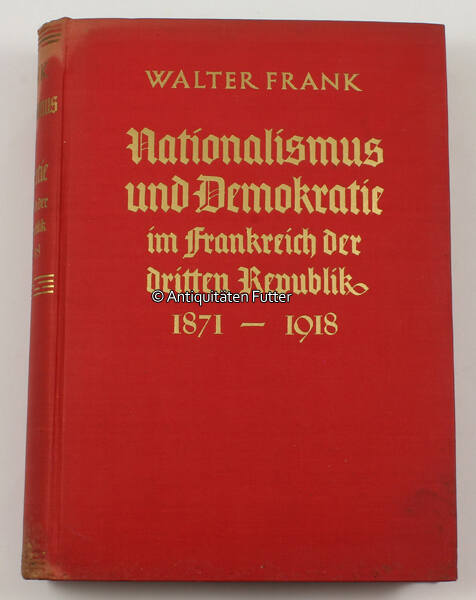 WALTER FRANK
Nationalismus
und Demokratie
im Frankreich der
dritten Republik
© Antiquitäten Futter
1871 – 1918